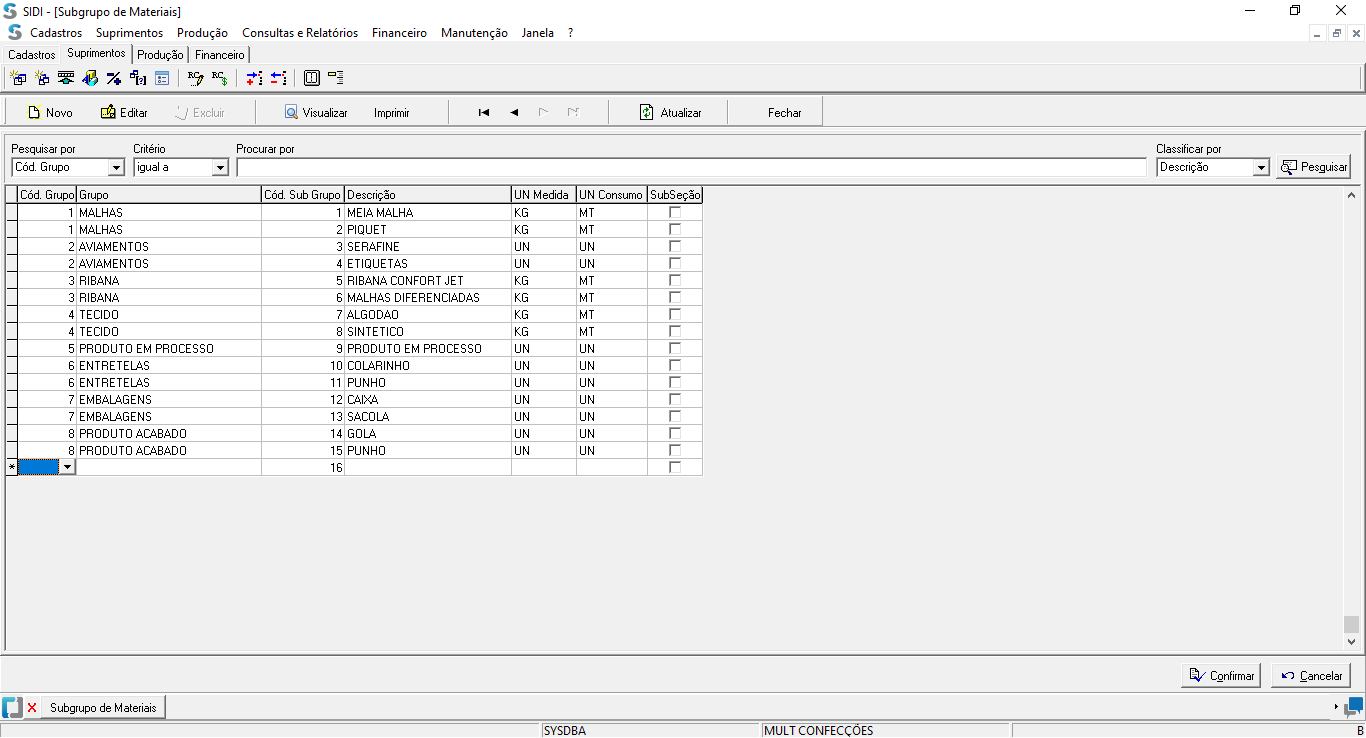 SIDI - [Subgrupo de Materiais]
Cadastros Suprimentos Produção Consultas e Relatórios Financeiro Manutenção Janela ?
Cadastros Suprimentos Produção Financeiro
Novo Editar Excluir Visualizar Imprimir Atualizar Fechar
Pesquisar por Critério Procurar por Classificar por
Cód. Grupo igual a Descrição Pesquisar
Cód. Grupo Grupo Cód. Sub Grupo Descrição UN Medida UN Consumo SubSeção
1 MALHAS 1 MEIA MALHA KG MT
1 MALHAS 2 PIQUET KG MT
2 AVIAMENTOS 3 SERAFINE UN UN
2 AVIAMENTOS 4 ETIQUETAS UN UN
3 RIBANA 5 RIBANA CONFORT JET KG MT
3 RIBANA 6 MALHAS DIFERENCIADAS KG MT
4 TECIDO 7 ALGODAO KG MT
4 TECIDO 8 SINTETICO KG MT
5 PRODUTO EM PROCESSO 9 PRODUTO EM PROCESSO UN UN
6 ENTRETELAS 10 COLARINHO UN UN
6 ENTRETELAS 11 PUNHO UN UN
7 EMBALAGENS 12 CAIXA UN UN
7 EMBALAGENS 13 SACOLA UN UN
8 PRODUTO ACABADO 14 GOLA UN UN
8 PRODUTO ACABADO 15 PUNHO UN UN
* 16
Confirmar Cancelar
Subgrupo de Materiais
SYSDBA MULT CONFECÇÕES B